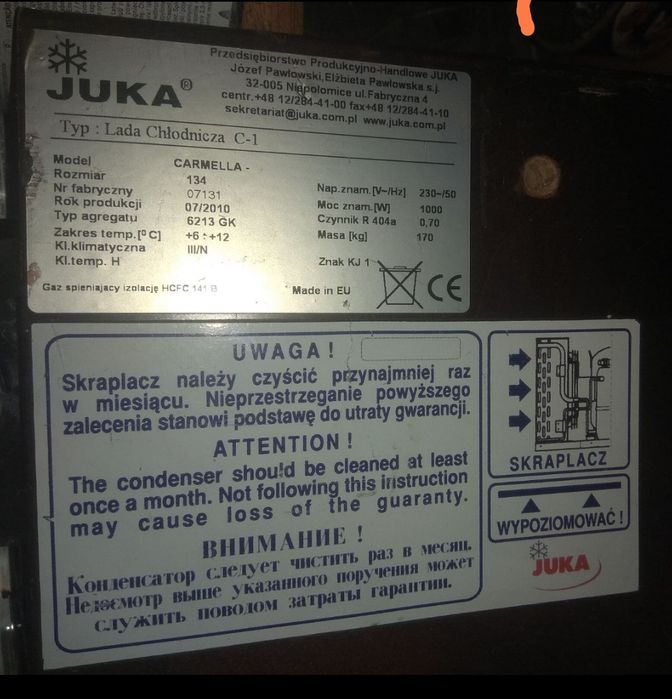 JUKA®
Przedsiębiorstwo Produkcyjno-Handlowe JUKA
Józef Pawłowski,Elżbieta Pawłowska s.j.
32-005 Niepołomice ul.Fabryczna 4
centr.+48 12/284-41-00 fax+48 12/284-41-10
sekretariat@juka.com.pl www.juka.com.pl
Typ : Lada Chłodnicza C-1
Model CARMELLA -
Rozmiar 134
Nr fabryczny 07131
Rok produkcji 07/2010
Typ agregatu 6213 GK
Zakres temp.[ºC] +6 ÷ +12
Kl.klimatyczna III/N
Kl.temp. H
Nap.znam.[V~/Hz] 230~/50
Moc znam.[W] 1000
Czynnik R 404a 0,70
Masa [kg] 170
Znak KJ 1
Gaz spieniajacy izolację HCFC 141 B Made in EU
CE
UWAGA !
Skraplacz należy czyścić przynajmniej raz
w miesiącu. Nieprzestrzeganie powyższego
zalecenia stanowi podstawę do utraty gwarancji.
ATTENTION !
The condenser should be cleaned at least
once a month. Not following this instruction
may cause loss of the guaranty.
ВНИМАНИЕ !
Конденсатор следует чистить раз в месяц.
Недосмотр выше указанного поручения может
служить поводом затраты гарантии.
SKRAPLACZ
WYPOZIOMOWAĆ !
JUKA